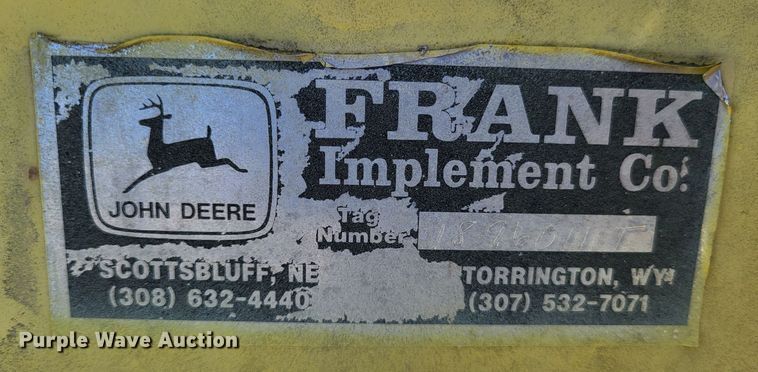 JOHN DEERE
FRANK
Implement Co.
Tag
Number
SCOTTSBLUFF, NE
(308) 632-4440
TORRINGTON, WY
(307) 532-7071
Purple Wave Auction